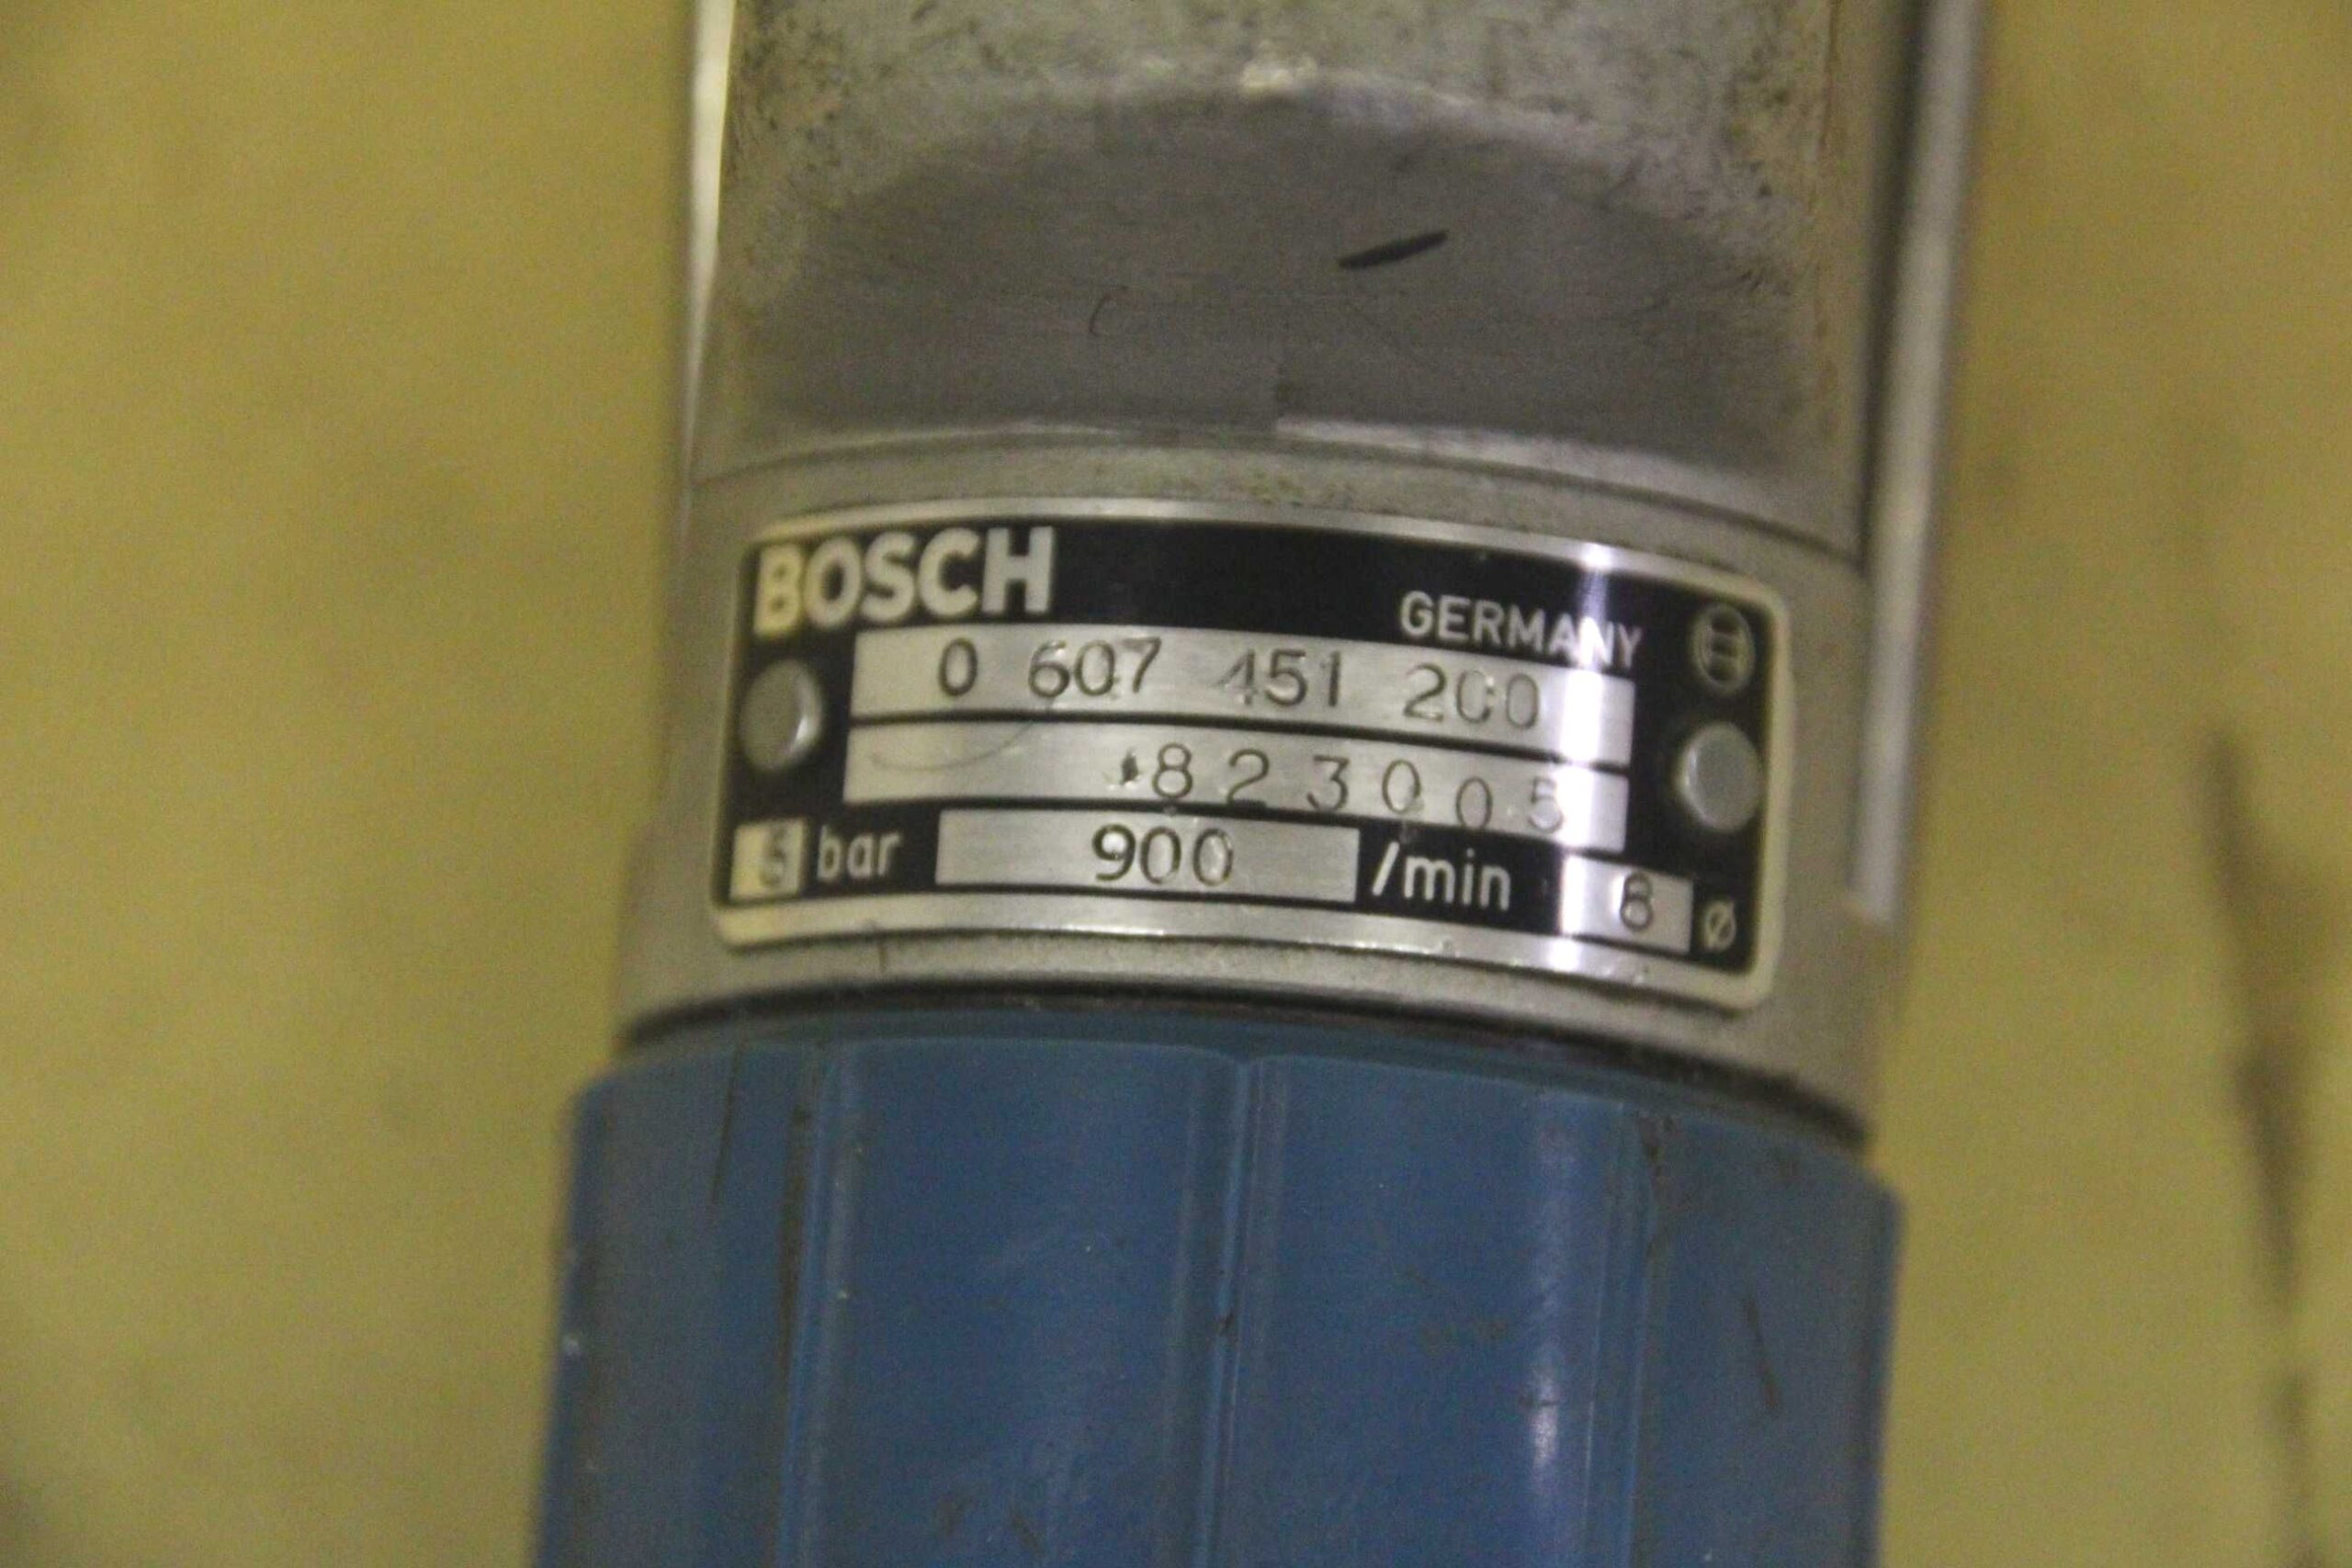 BOSCH
GERMANY
0 607 451 200
823005
bar 900 /min 8 ø